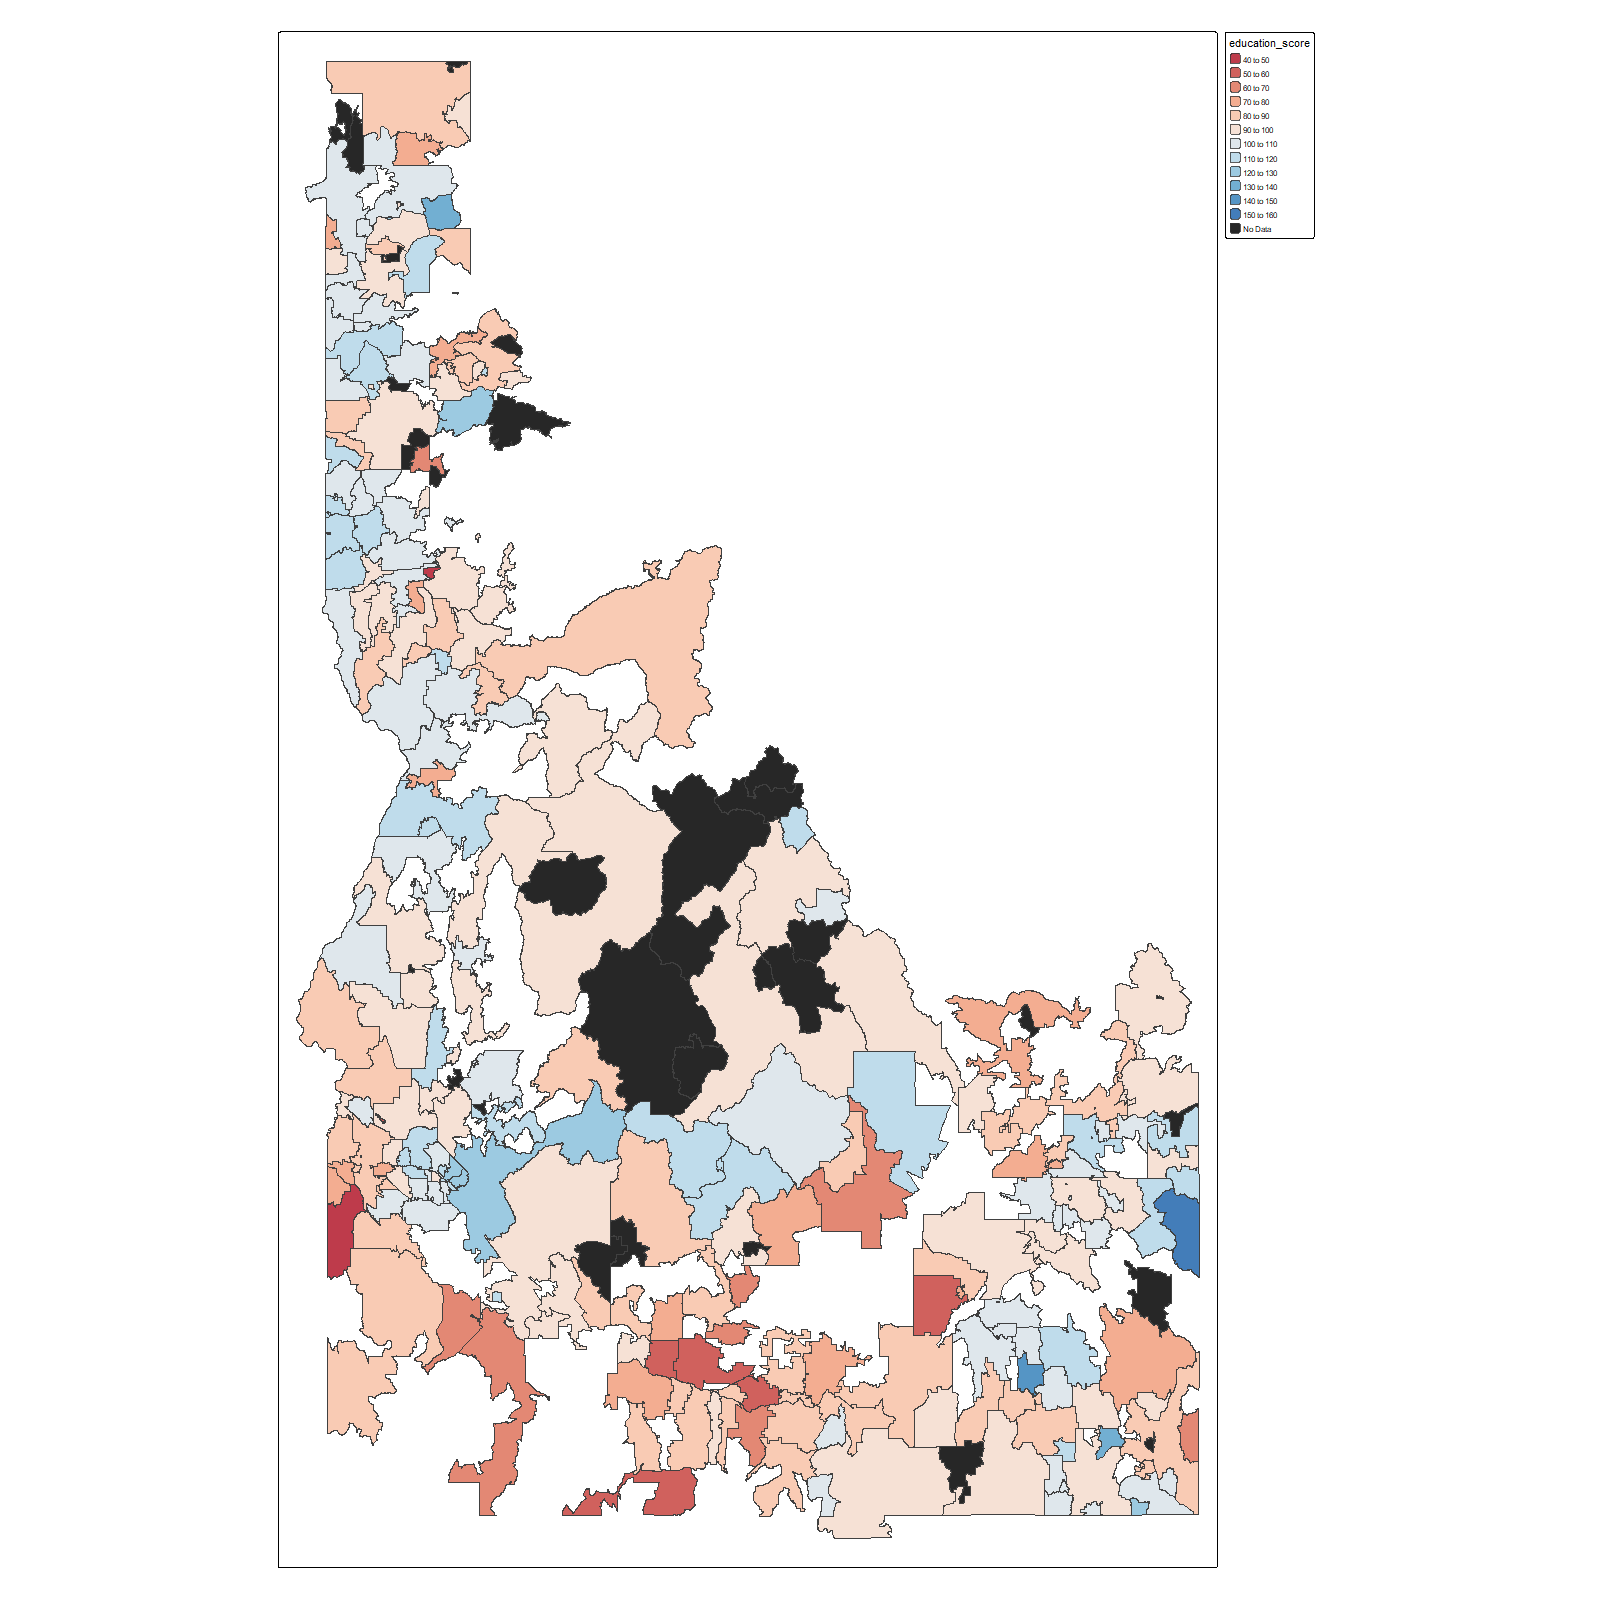 education_score
40 to 50
50 to 60
60 to 70
70 to 80
80 to 90
90 to 100
100 to 110
110 to 120
120 to 130
130 to 140
140 to 150
150 to 160
No Data